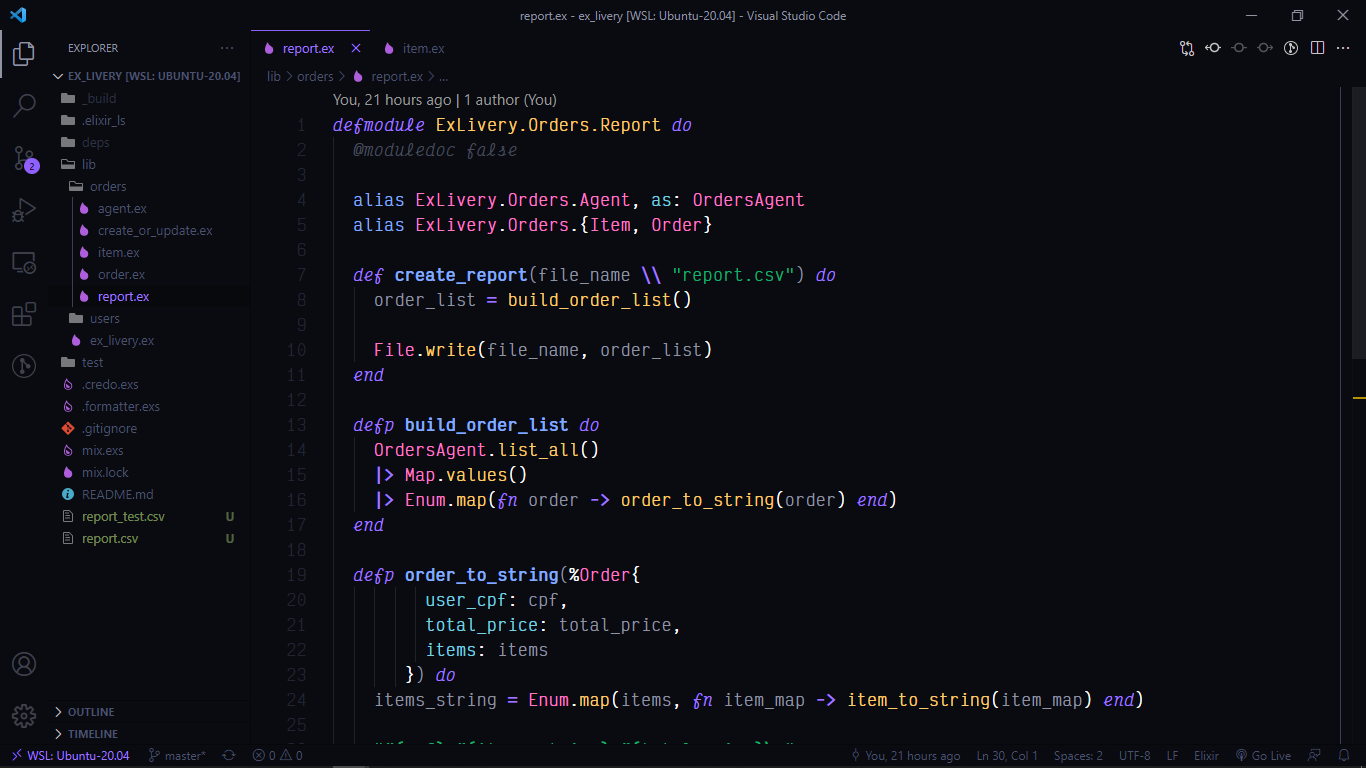 report.ex - ex_livery [WSL: Ubuntu-20.04] - Visual Studio Code
EXPLORER
EX_LIVERY [WSL: UBUNTU-20.04]
_build
.elixir_ls
deps
lib
orders
agent.ex
create_or_update.ex
item.ex
order.ex
report.ex
users
ex_livery.ex
test
.credo.exs
.formatter.exs
.gitignore
mix.exs
mix.lock
README.md
report_test.csv U
report.csv U
OUTLINE
TIMELINE
2
report.ex item.ex
lib > orders > report.ex > ...
You, 21 hours ago | 1 author (You)
1 defmodule ExLivery.Orders.Report do
2 @moduledoc false
3
4 alias ExLivery.Orders.Agent, as: OrdersAgent
5 alias ExLivery.Orders.{Item, Order}
6
7 def create_report(file_name \\ "report.csv") do
8 order_list = build_order_list()
9
10 File.write(file_name, order_list)
11 end
12
13 defp build_order_list do
14 OrdersAgent.list_all()
15 |> Map.values()
16 |> Enum.map(fn order -> order_to_string(order) end)
17 end
18
19 defp order_to_string(%Order{
20 user_cpf: cpf,
21 total_price: total_price,
22 items: items
23 }) do
24 items_string = Enum.map(items, fn item_map -> item_to_string(item_map) end)
25
WSL: Ubuntu-20.04 master* 0 0 You, 21 hours ago Ln 30, Col 1 Spaces: 2 UTF-8 LF Elixir Go Live